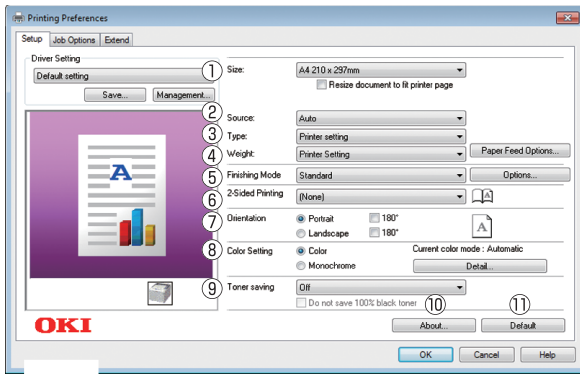 Printing Preferences
Setup Job Options Extend
Driver Setting
Default setting
Save... Management...
A
OKI
① Size: A4 210 x 297mm
Resize document to fit printer page
② Source: Auto
③ Type: Printer setting
④ Weight: Printer Setting Paper Feed Options...
⑤ Finishing Mode Standard Options...
⑥ 2-Sided Printing (None) A
⑦ Orientation Portrait 180° A
Landscape 180°
⑧ Color Setting Color Current color mode : Automatic
Monochrome Detail...
⑨ Toner saving Off
Do not save 100% black toner ⑩ ⑪
About... Default
OK Cancel Help